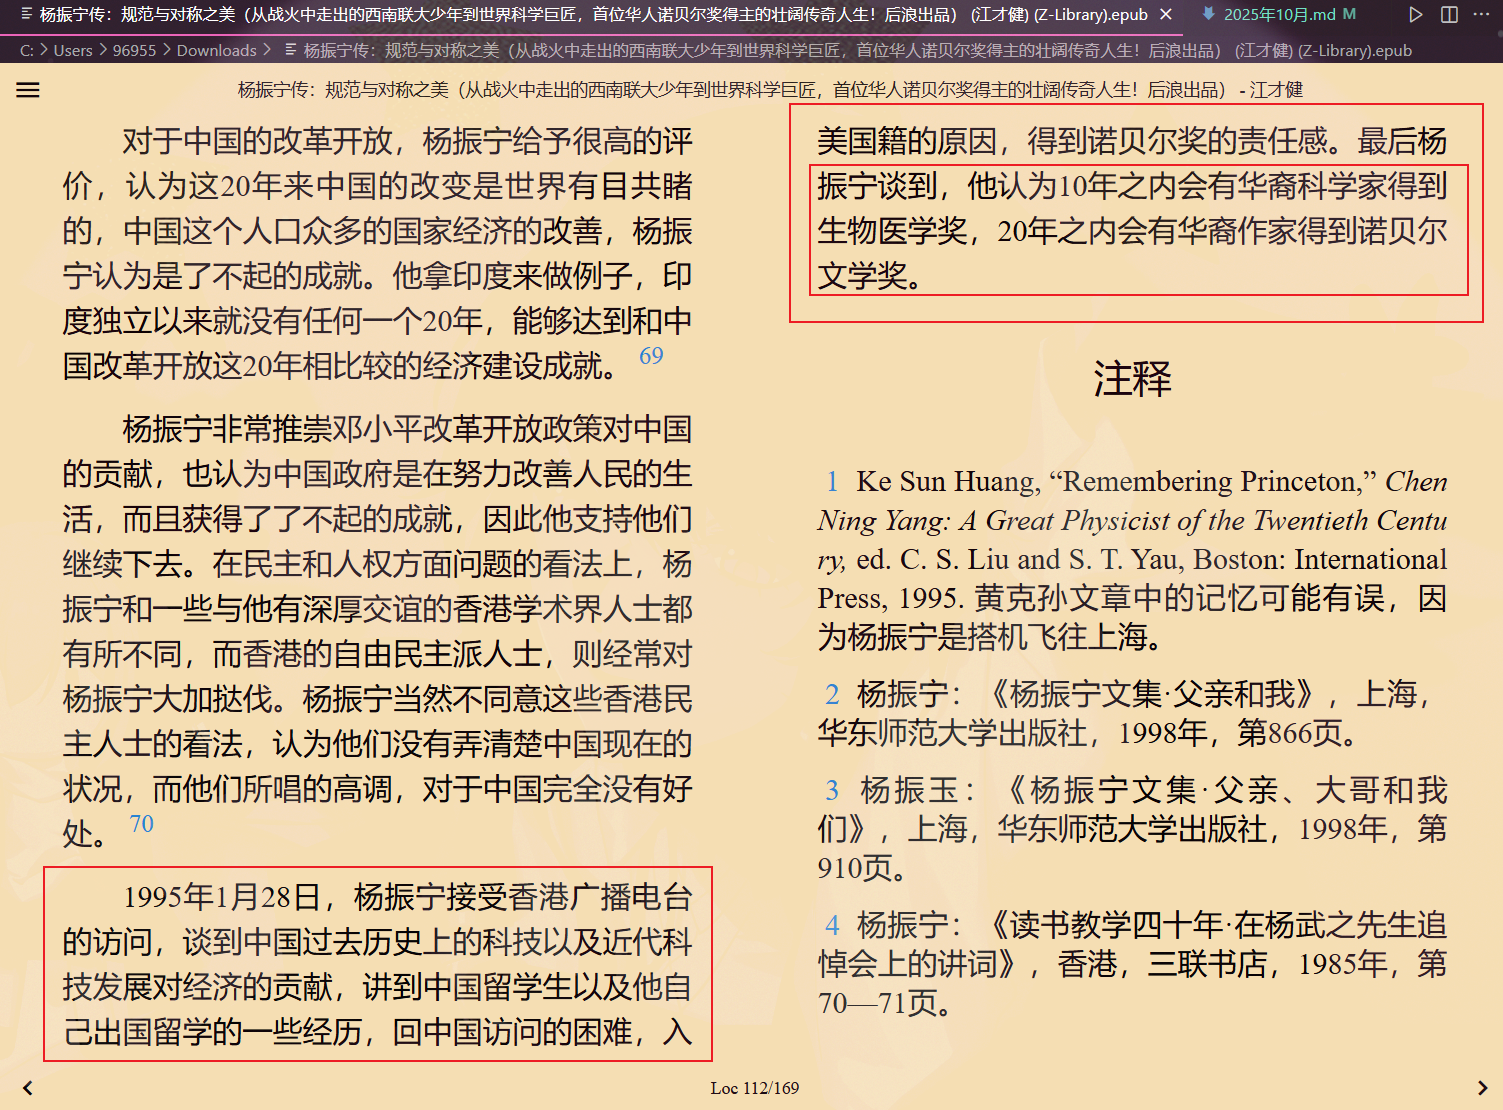 杨振宁传：规范与对称之美（从战火中走出的西南联大少年到世界科学巨匠，首位华人诺贝尔奖得主的壮阔传奇人生！后浪出品） (江才健) (Z-Library).epub
2025年10月.md M
C: > Users > 96955 > Downloads > 杨振宁传：规范与对称之美（从战火中走出的西南联大少年到世界科学巨匠，首位华人诺贝尔奖得主的壮阔传奇人生！后浪出品） (江才健) (Z-Library).epub
杨振宁传：规范与对称之美（从战火中走出的西南联大少年到世界科学巨匠，首位华人诺贝尔奖得主的壮阔传奇人生！后浪出品） - 江才健
对于中国的改革开放，杨振宁给予很高的评
价，认为这20年来中国的改变是世界有目共睹
的，中国这个人口众多的国家经济的改善，杨振
宁认为是了不起的成就。他拿印度来做例子，印
度独立以来就没有任何一个20年，能够达到和中
国改革开放这20年相比较的经济建设成就。 69
杨振宁非常推崇邓小平改革开放政策对中国
的贡献，也认为中国政府是在努力改善人民的生
活，而且获得了了不起的成就，因此他支持他们
继续下去。在民主和人权方面问题的看法上，杨
振宁和一些与他有深厚交谊的香港学术界人士都
有所不同，而香港的自由民主派人士，则经常对
杨振宁大加挞伐。杨振宁当然不同意这些香港民
主人士的看法，认为他们没有弄清楚中国现在的
状况，而他们所唱的高调，对于中国完全没有好
处。 70
1995年1月28日，杨振宁接受香港广播电台
的访问，谈到中国过去历史上的科技以及近代科
技发展对经济的贡献，讲到中国留学生以及他自
己出国留学的一些经历，回中国访问的困难，入
美国籍的原因，得到诺贝尔奖的责任感。最后杨
振宁谈到，他认为10年之内会有华裔科学家得到
生物医学奖，20年之内会有华裔作家得到诺贝尔
文学奖。
注释
1 Ke Sun Huang, “Remembering Princeton,” Chen
Ning Yang: A Great Physicist of the Twentieth Centu
ry, ed. C. S. Liu and S. T. Yau, Boston: International
Press, 1995. 黄克孙文章中的记忆可能有误，因
为杨振宁是搭机飞往上海。
2 杨振宁：《杨振宁文集·父亲和我》，上海，
华东师范大学出版社，1998年，第866页。
3 杨振玉：《杨振宁文集·父亲、大哥和我
们》，上海，华东师范大学出版社，1998年，第
910页。
4 杨振宁：《读书教学四十年·在杨武之先生追
悼会上的讲词》，香港，三联书店，1985年，第
70—71页。
Loc 112/169